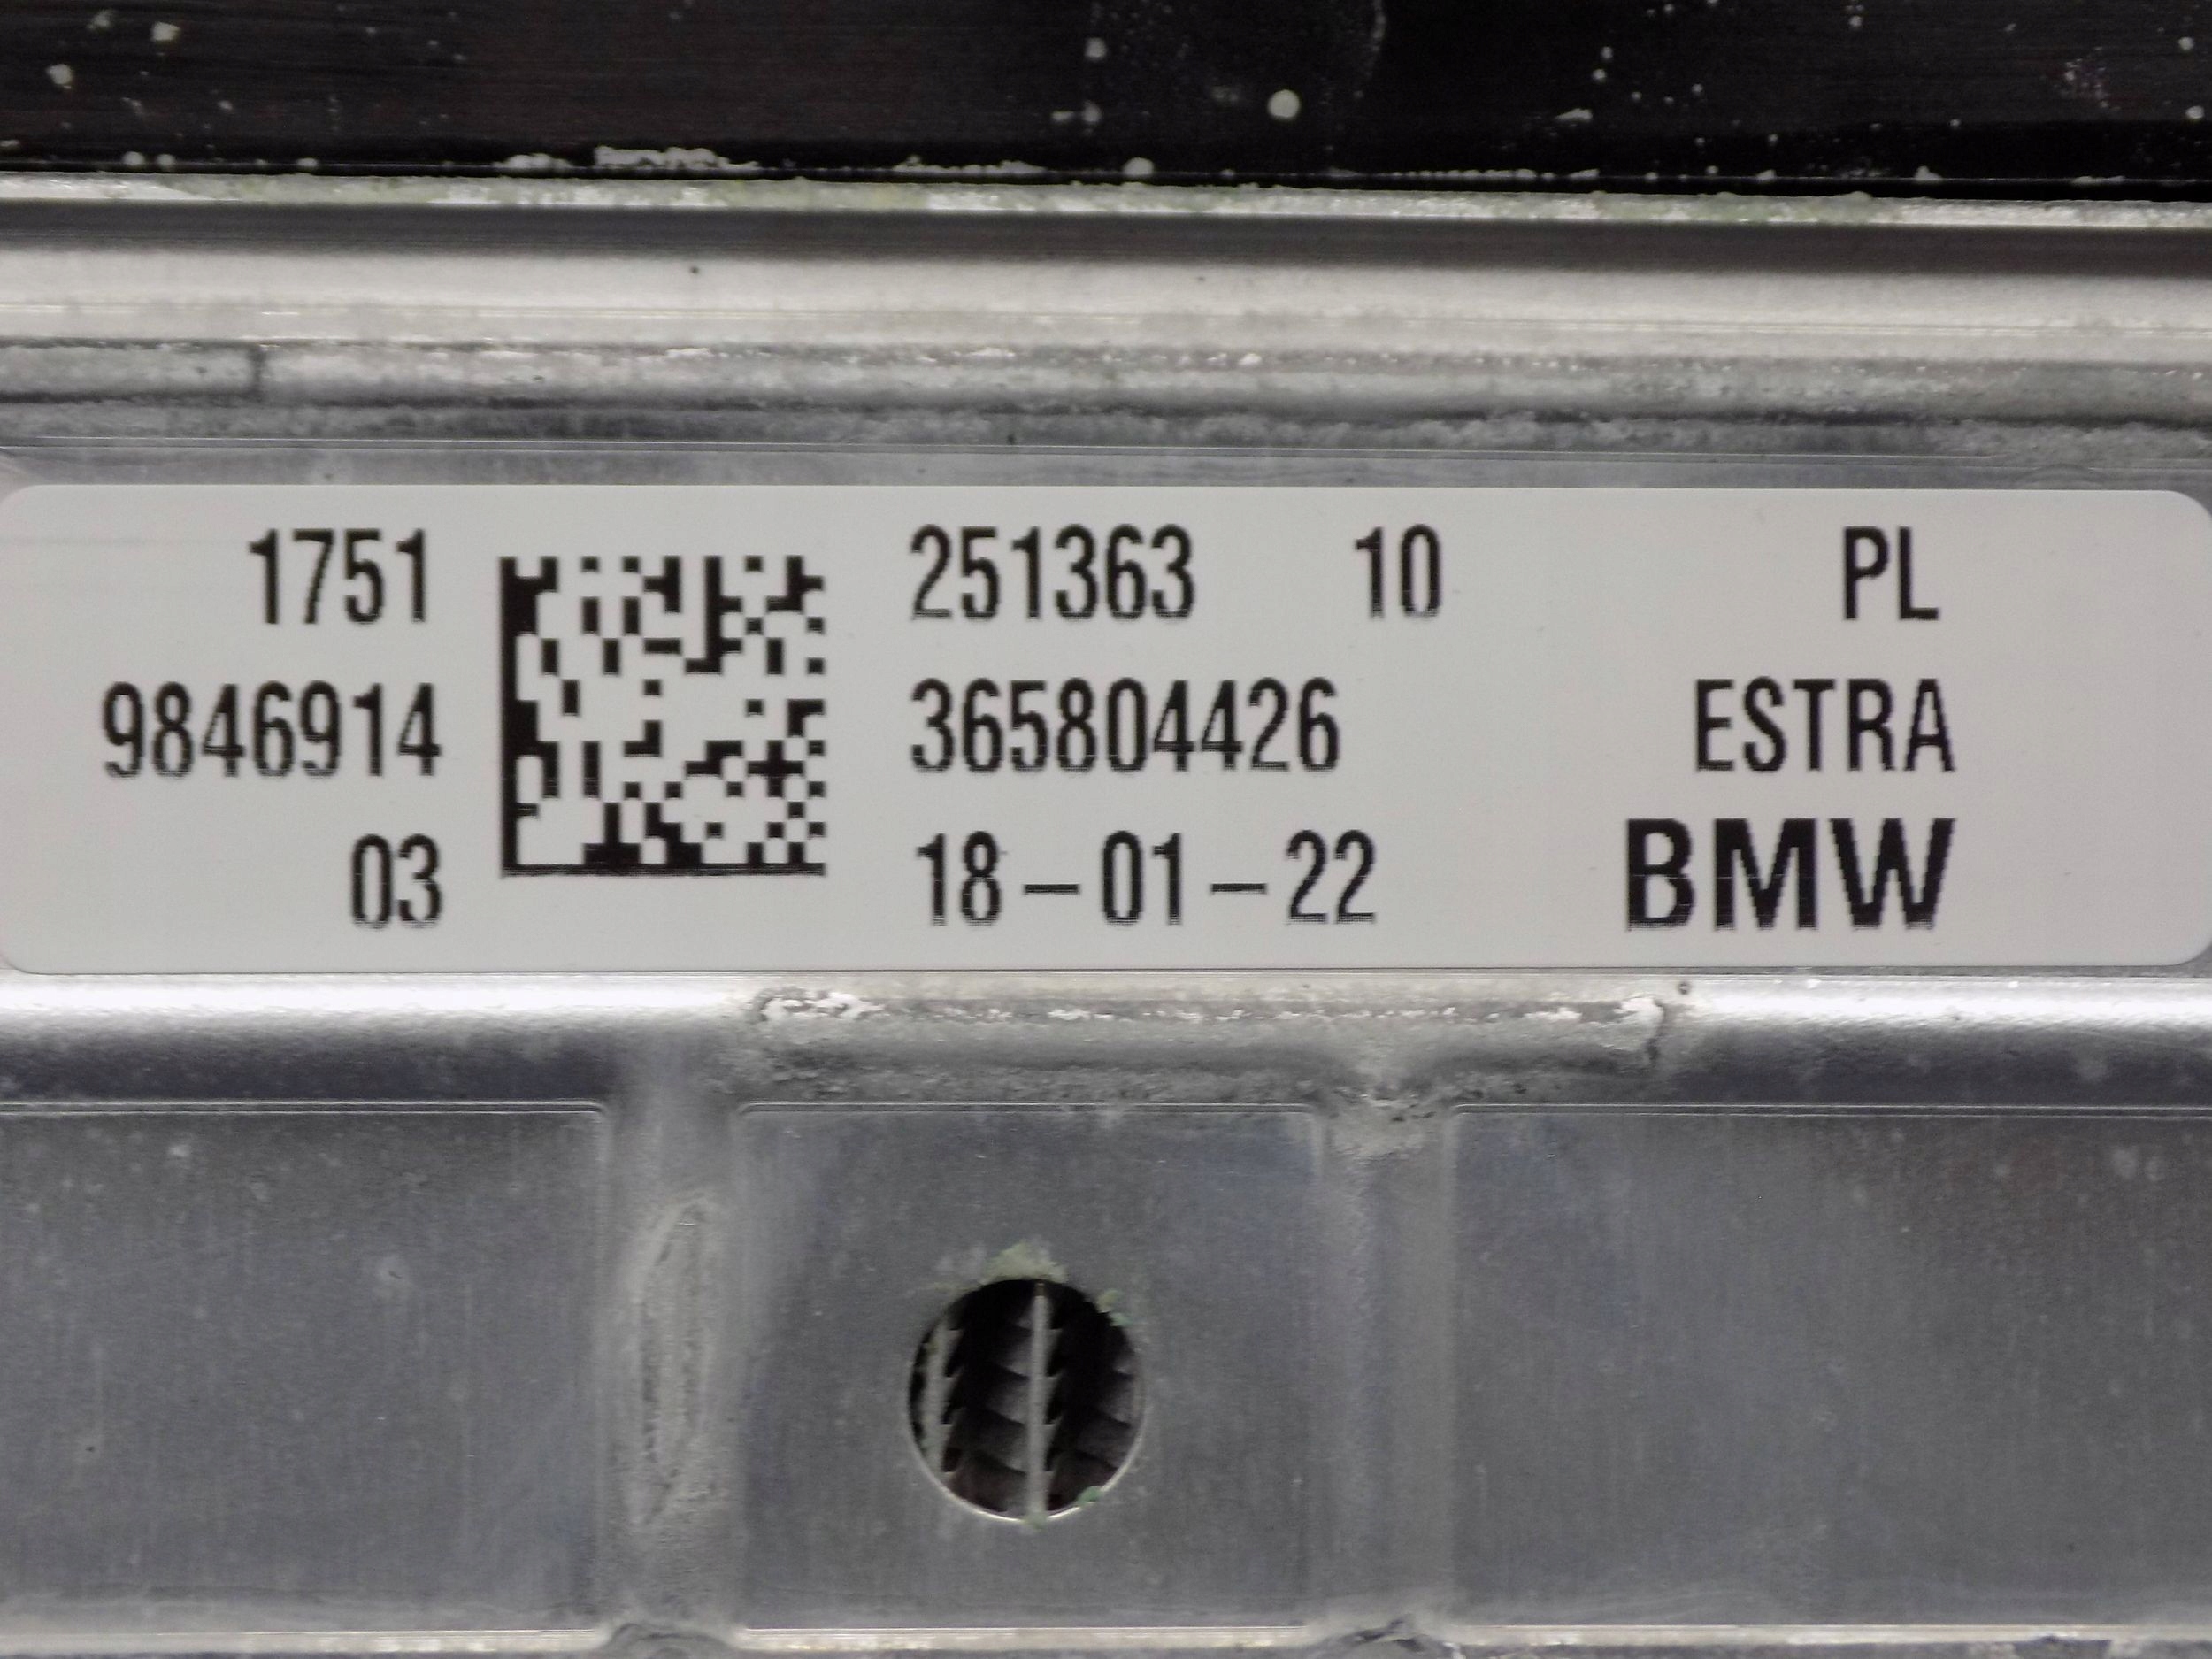 1751 251363 10 PL
9846914 365804426 ESTRA
03 18-01-22 BMW